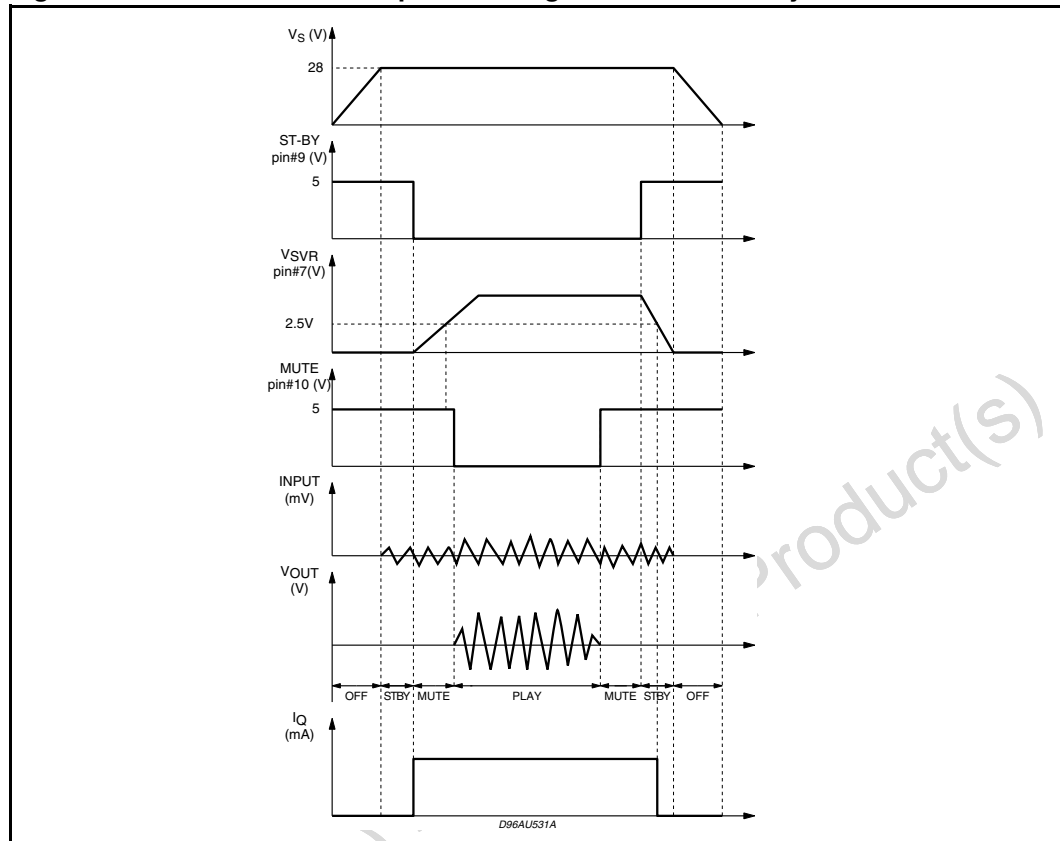 VS (V)
28
ST-BY
pin#9 (V)
5
VSVR
pin#7(V)
2.5V
MUTE
pin#10 (V)
5
INPUT
(mV)
VOUT
(V)
OFF STBY MUTE PLAY MUTE STBY OFF
IQ
(mA)
D96AU531A
Product(s)